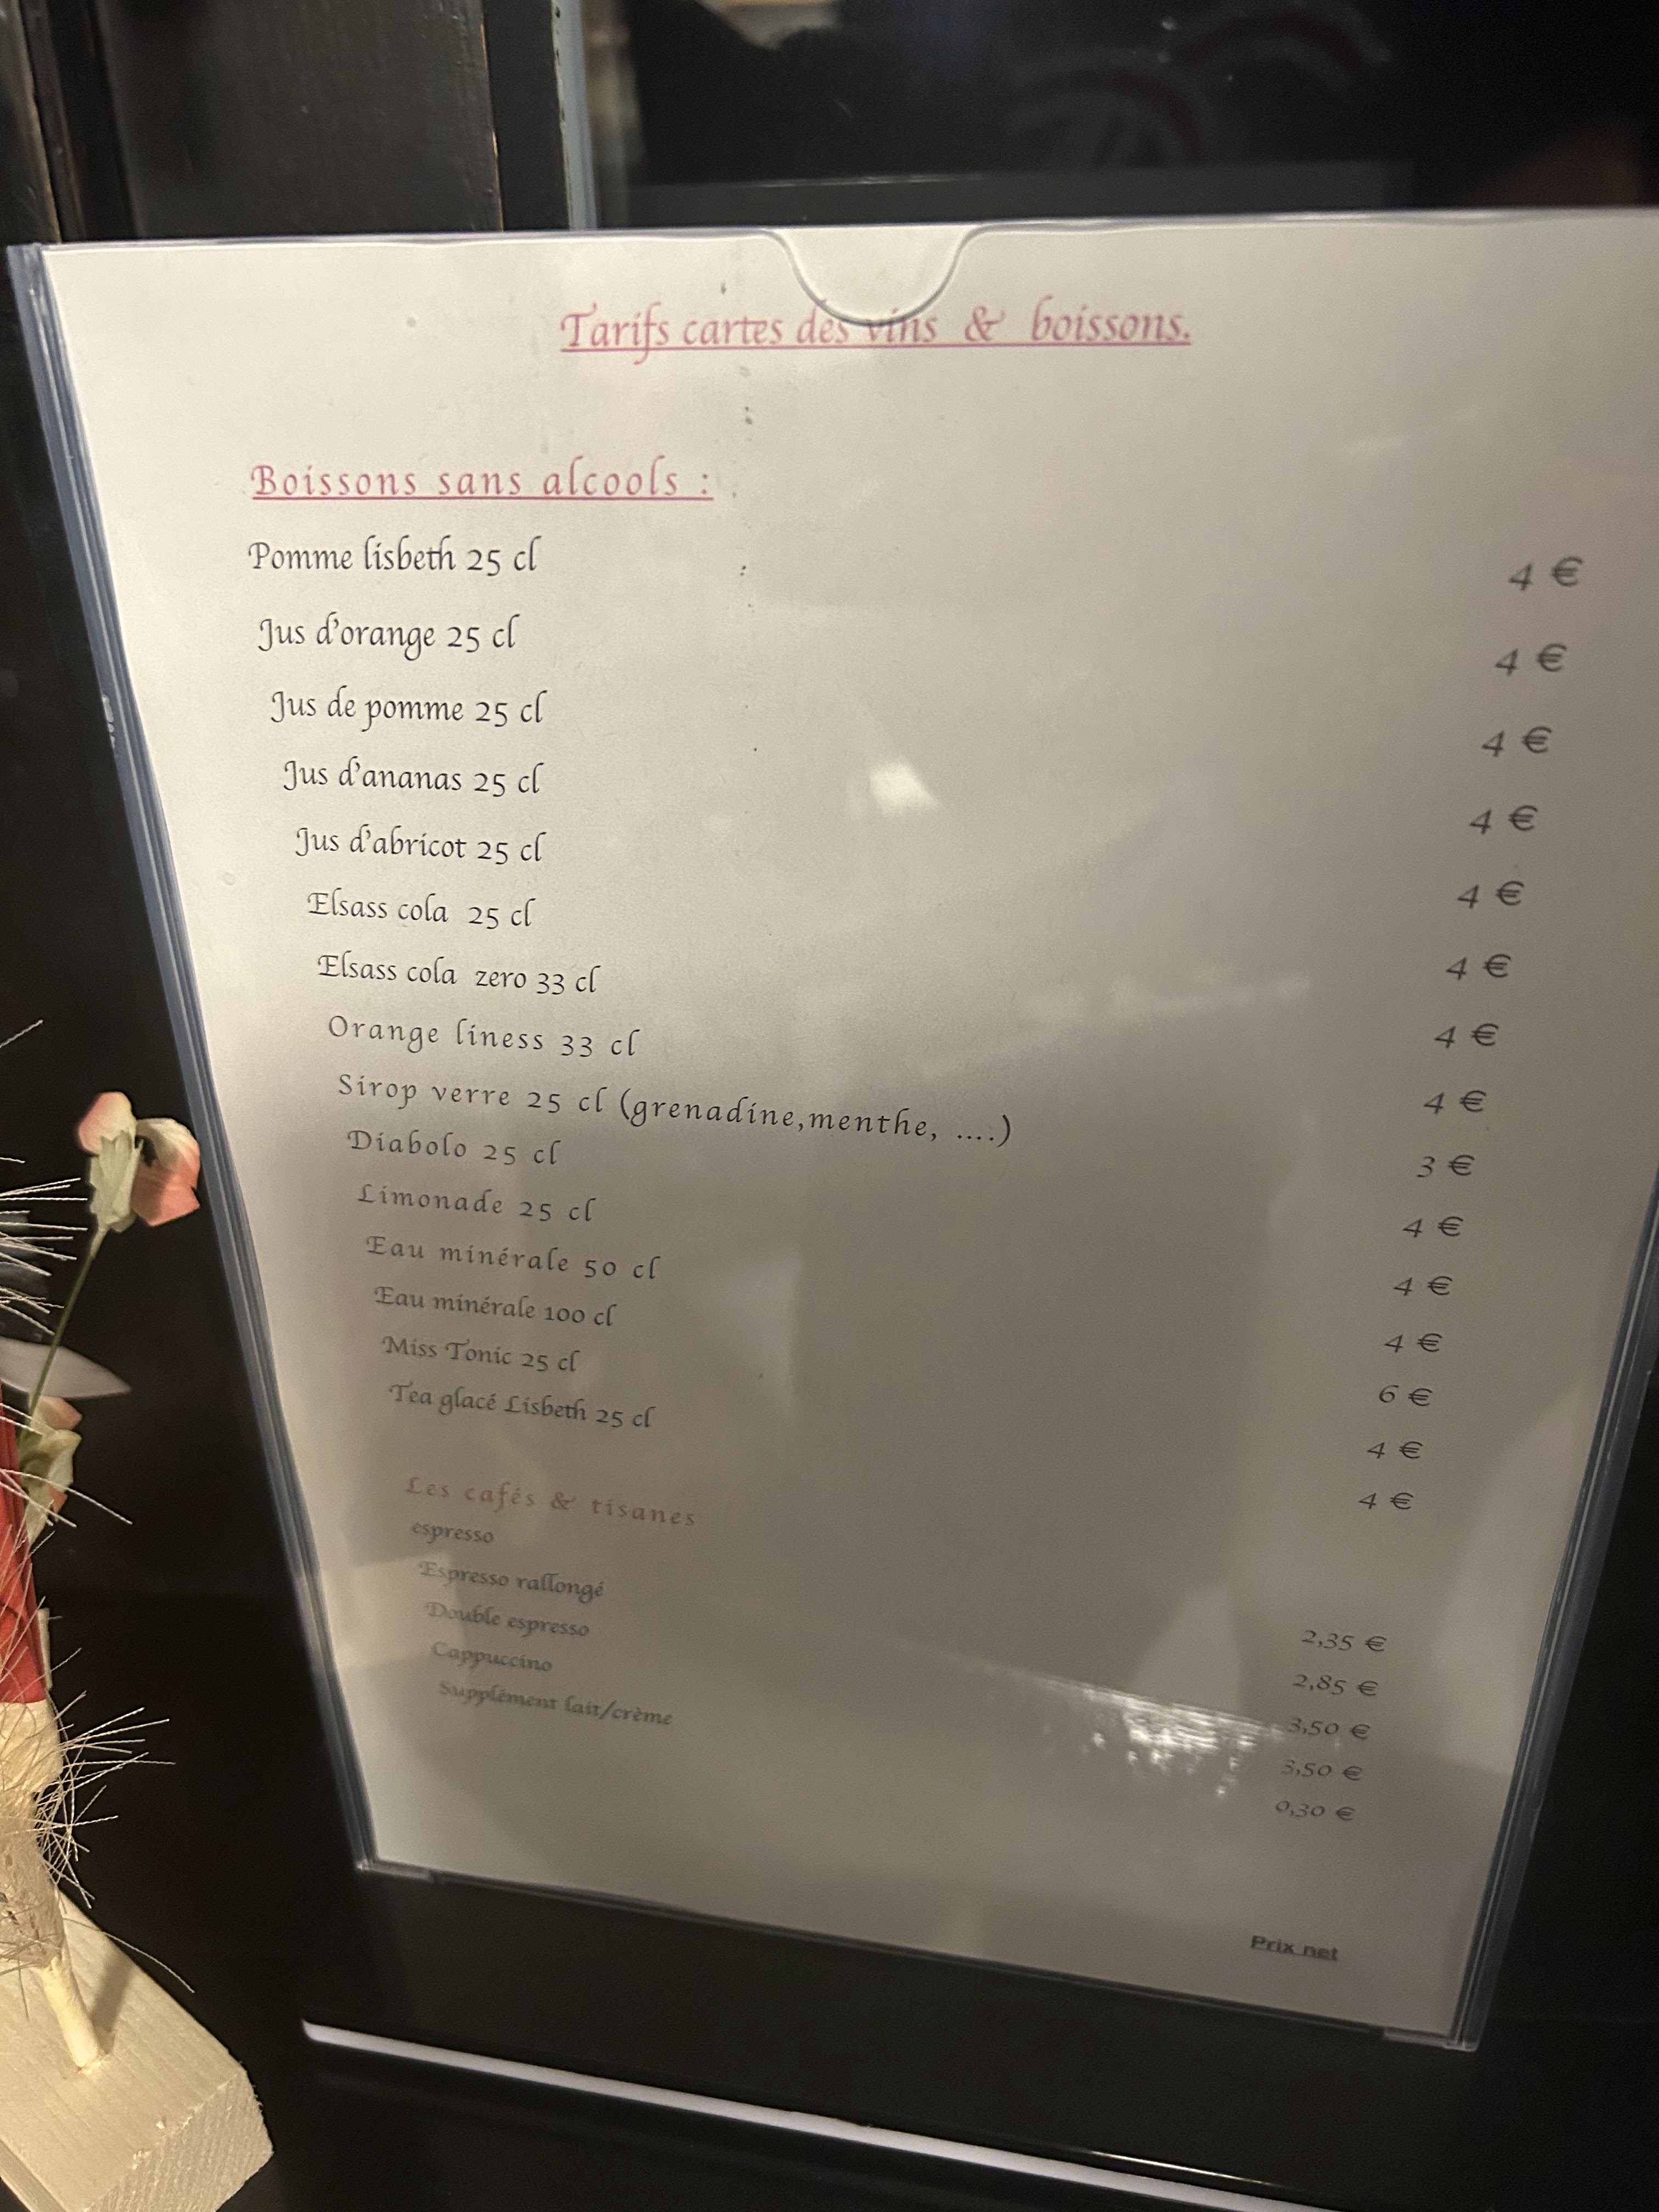 Tarifs cartes des vins & boissons.
Boissons sans alcools :
Pomme lisbeth 25 cl 4 €
Jus d'orange 25 cl 4 €
Jus de pomme 25 cl 4 €
Jus d'ananas 25 cl 4 €
Jus d'abricot 25 cl 4 €
Elsass cola 25 cl 4 €
Elsass cola zero 33 cl 4 €
Orange liness 33 cl 4 €
Sirop verre 25 cl (grenadine,menthe, ....) 3 €
Diabolo 25 cl 4 €
Limonade 25 cl 4 €
Eau minérale 50 cl 4 €
Eau minérale 100 cl 6 €
Miss Tonic 25 cl 4 €
Tea glacé Lisbeth 25 cl 4 €
Les cafés & tisanes
espresso 2,35 €
Espresso rallongé 2,85 €
Double espresso 3,50 €
Cappuccino 3,50 €
Supplément lait/crème 0,30 €
Prix net